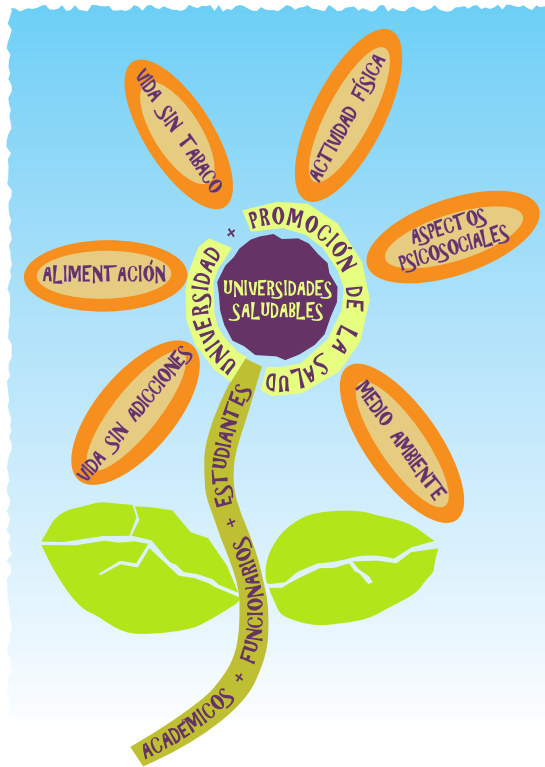 VIDA SIN TABACO
ACTIVIDAD FÍSICA
ASPECTOS
PSICOSOCIALES
ALIMENTACIÓN
UNIVERSIDAD + PROMOCIÓN DE LA SALUD
UNIVERSIDADES
SALUDABLES
VIDA SIN ADICCIONES
MEDIO AMBIENTE
ACADÉMICOS + FUNCIONARIOS + ESTUDIANTES